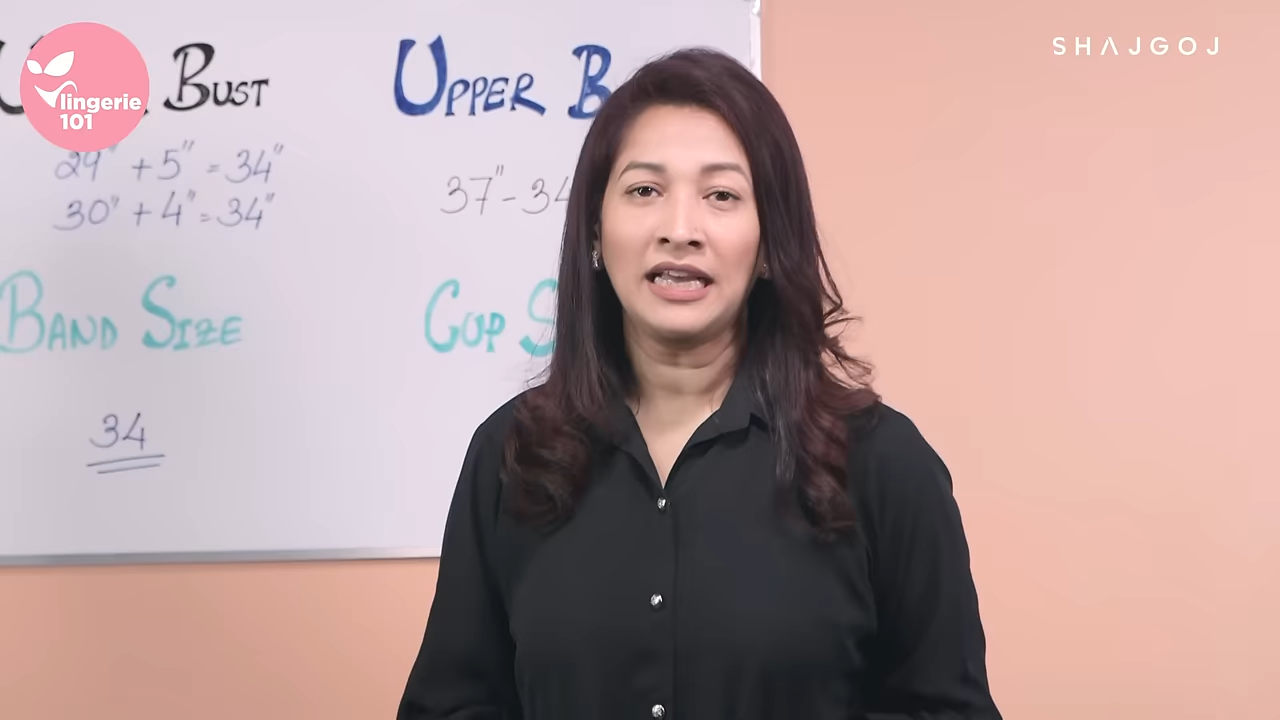 lingerie
101
SHAJGOJ
BUST
29" + 5" = 34"
30" + 4" = 34"
BAND SIZE
34
UPPER B
37" - 34
CUP S